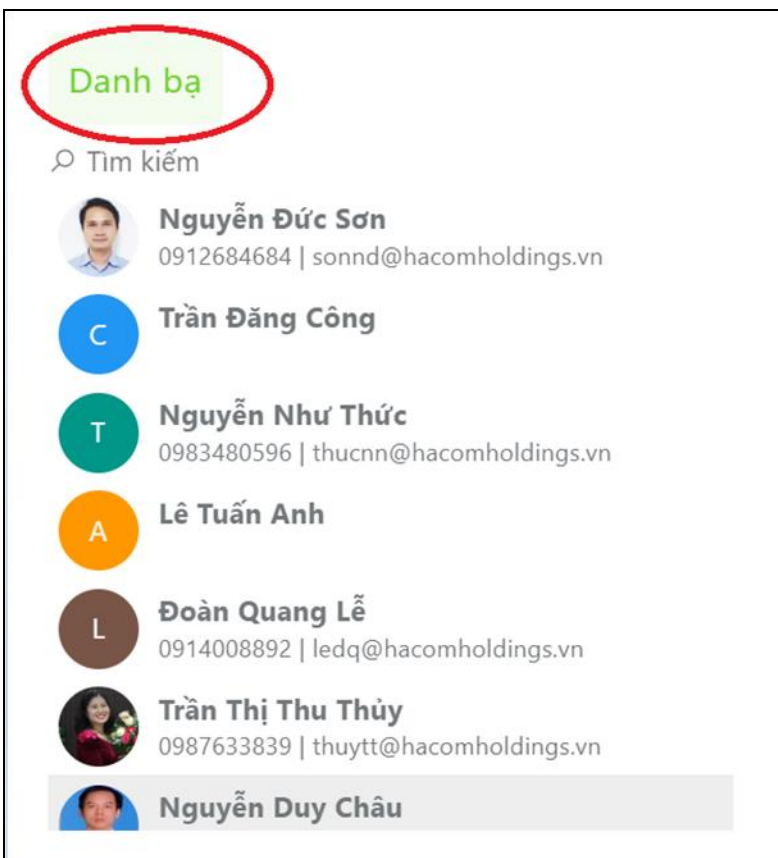 Danh bạ
Tìm kiếm
Nguyễn Đức Sơn
0912684684 | sonnd@hacomholdings.vn
C
Trần Đăng Công
T
Nguyễn Như Thức
0983480596 | thucnn@hacomholdings.vn
A
Lê Tuấn Anh
L
Đoàn Quang Lễ
0914008892 | ledq@hacomholdings.vn
Trần Thị Thu Thủy
0987633839 | thuytt@hacomholdings.vn
Nguyễn Duy Châu